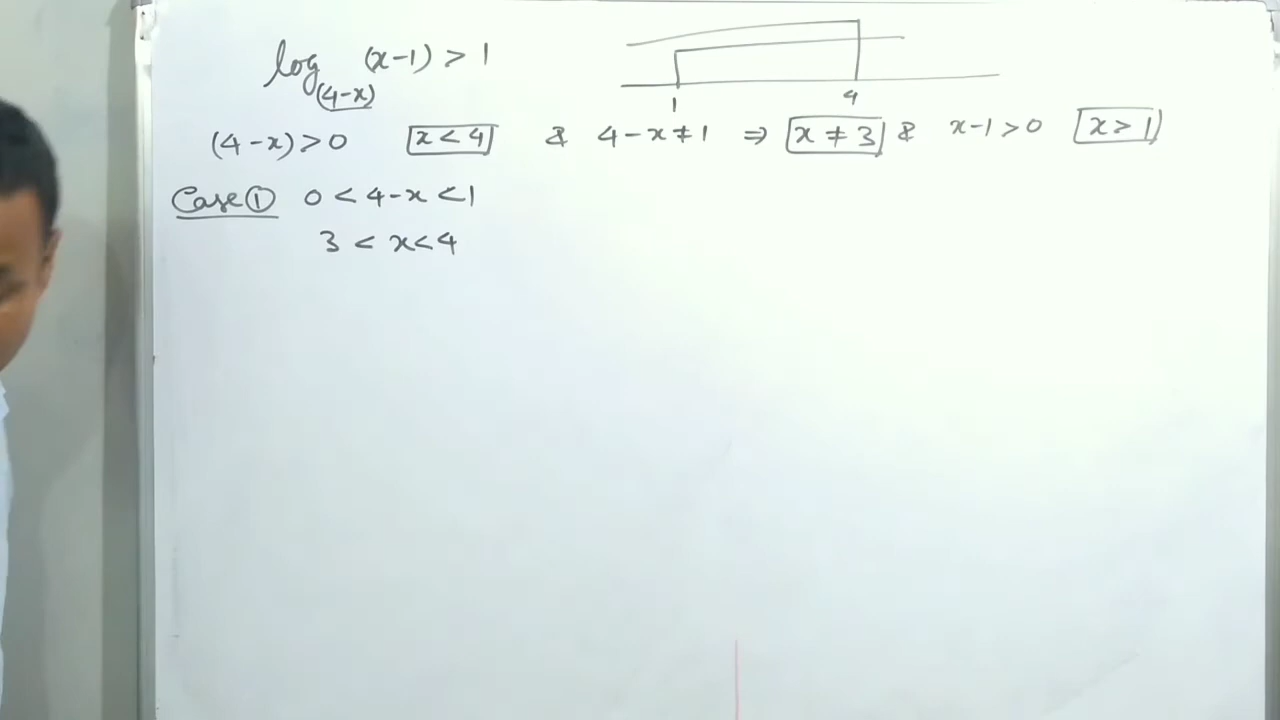 log (4-x) (x-1) > 1
1 4
(4-x) > 0 x < 4 & 4-x ≠ 1 ⇒ x ≠ 3 & x-1 > 0 x > 1
Case ① 0 < 4-x < 1
3 < x < 4